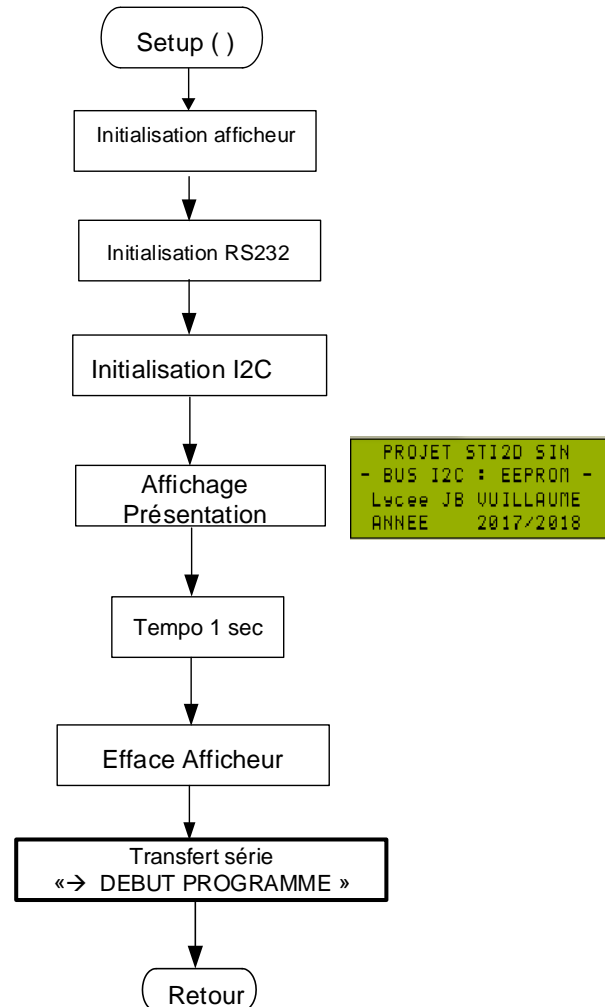 Setup ( )
Initialisation afficheur
Initialisation RS232
Initialisation I2C
Affichage
Présentation
PROJET STI2D SIN
- BUS I2C : EEPROM -
Lycee JB VUILLAUME
ANNEE 2017/2018
Tempo 1 sec
Efface Afficheur
Transfert série
«→ DEBUT PROGRAMME »
Retour